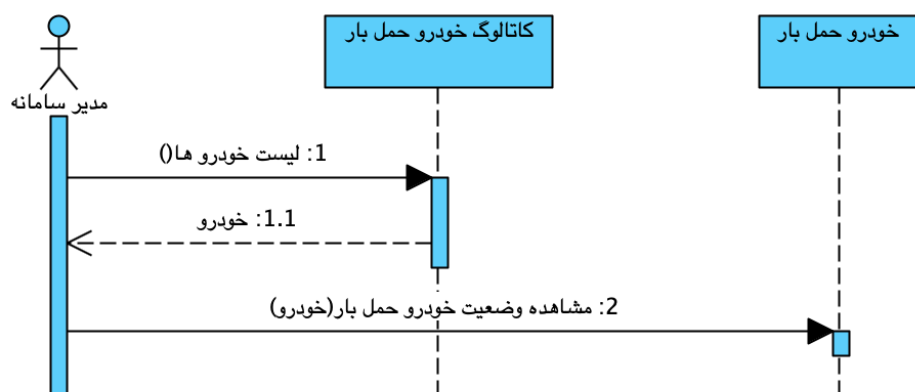 کاتالوگ خودرو حمل بار
خودرو حمل بار
مدیر سامانه
1: لیست خودرو ها()
1.1: خودرو
2: مشاهده وضعیت خودرو حمل بار(خودرو)